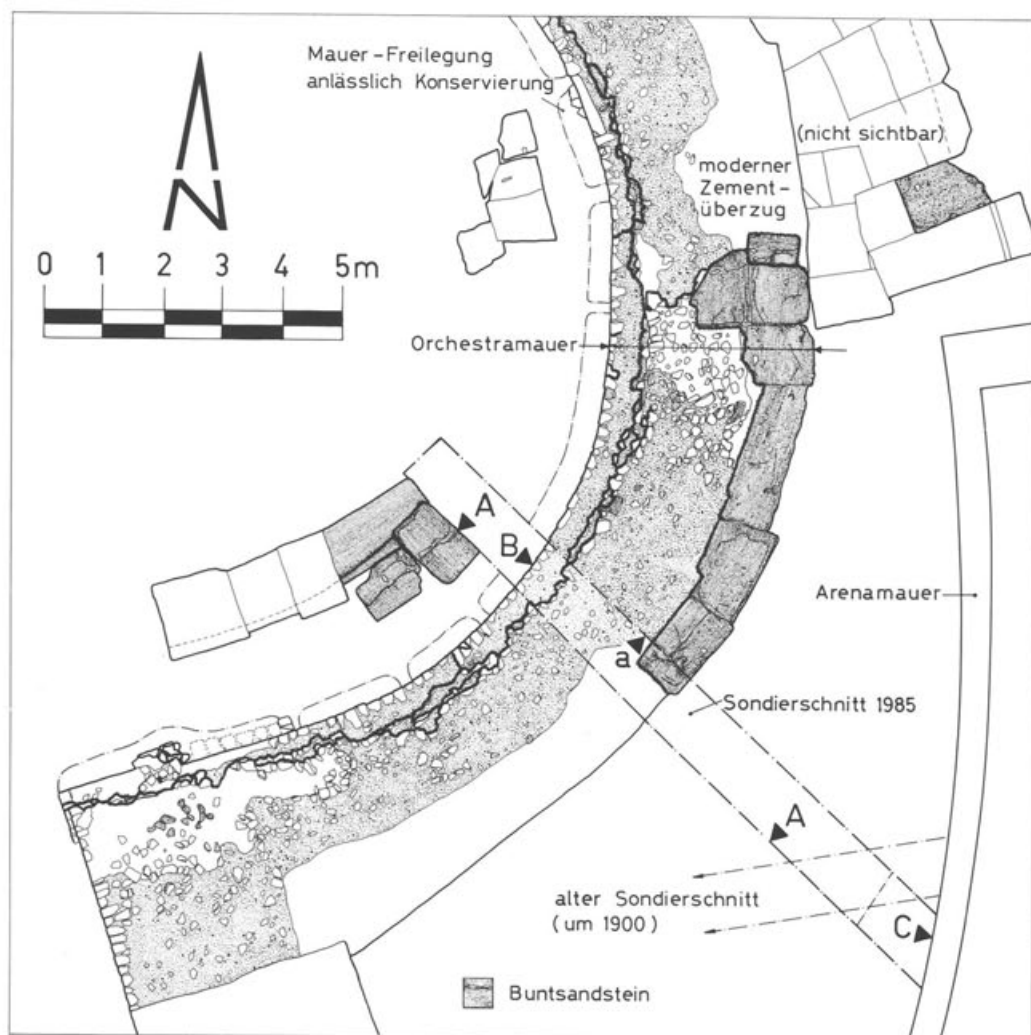 Mauer-Freilegung
anlässlich Konservierung
(nicht sichtbar)
moderner
Zement-
überzug
N
0 1 2 3 4 5m
Orchestramauer
A
B
Arenamauer
a
Sondierschnitt 1985
A
alter Sondierschnitt
(um 1900)
C
Buntsandstein